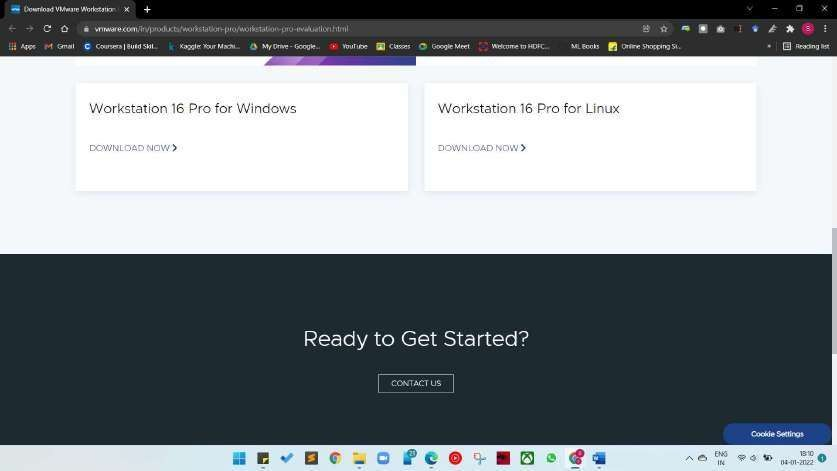 Download VMware Workstation
vmware.com/in/products/workstation-pro/workstation-pro-evaluation.html
Apps
Gmail
Coursera | Build Skil...
Kaggle: Your Machi...
My Drive - Google...
YouTube
Classes
Google Meet
Welcome to HDFC...
ML Books
Online Shopping Si...
»
Reading list
Workstation 16 Pro for Windows
DOWNLOAD NOW
Workstation 16 Pro for Linux
DOWNLOAD NOW
Ready to Get Started?
CONTACT US
Cookie Settings
ENG
IN
18:10
04-01-2022